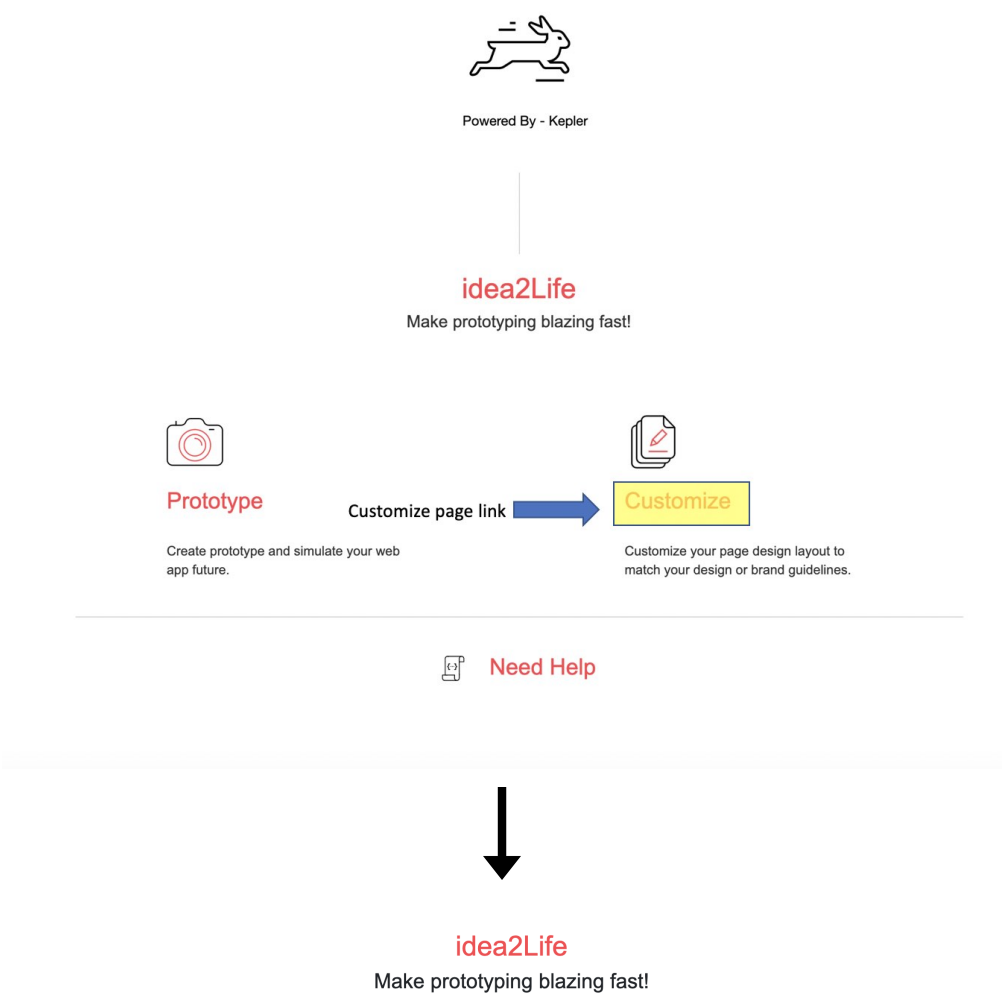 Powered By - Kepler
idea2Life
Make prototyping blazing fast!
Prototype
Create prototype and simulate your web
app future.
Customize page link
Customize
Customize your page design layout to
match your design or brand guidelines.
{-}
Need Help
idea2Life
Make prototyping blazing fast!